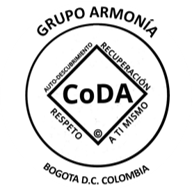 GRUPO ARMONÍA
AUTO-DESCUBRIMIENTO
RECUPERACIÓN
CoDA
RESPETO
A TI MISMO
©
BOGOTA D.C. COLOMBIA